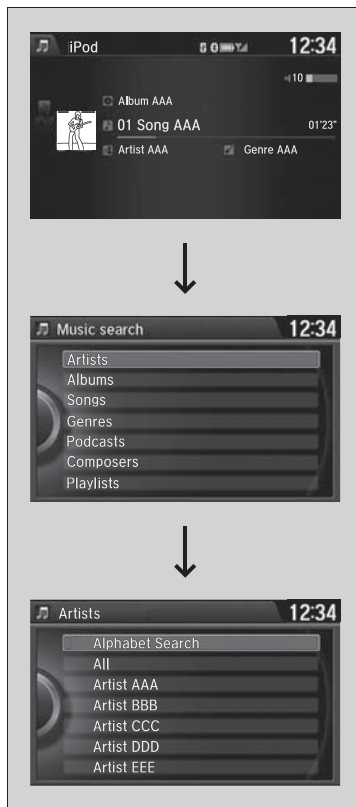 iPod 12:34
10
Album AAA
01 Song AAA 01'23"
Artist AAA Genre AAA
Music search 12:34
Artists
Albums
Songs
Genres
Podcasts
Composers
Playlists
Artists 12:34
Alphabet Search
All
Artist AAA
Artist BBB
Artist CCC
Artist DDD
Artist EEE